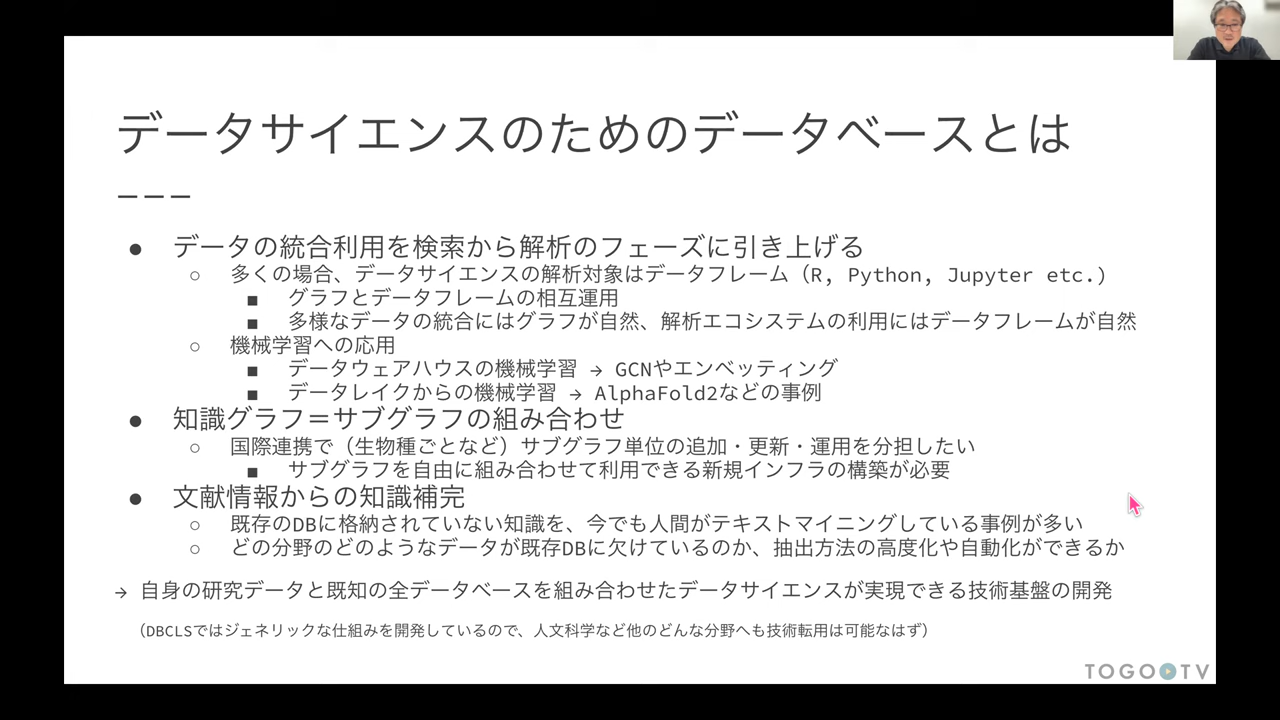 データサイエンスのためのデータベースとは
———
● データの統合利用を検索から解析のフェーズに引き上げる
○ 多くの場合、データサイエンスの解析対象はデータフレーム（R, Python, Jupyter etc.）
■ グラフとデータフレームの相互運用
■ 多様なデータの統合にはグラフが自然、解析エコシステムの利用にはデータフレームが自然
○ 機械学習への応用
■ データウェアハウスの機械学習 → GCNやエンベッティング
■ データレイクからの機械学習 → AlphaFold2などの事例
● 知識グラフ＝サブグラフの組み合わせ
○ 国際連携で（生物種ごとなど）サブグラフ単位の追加・更新・運用を分担したい
■ サブグラフを自由に組み合わせて利用できる新規インフラの構築が必要
● 文献情報からの知識補完
○ 既存のDBに格納されていない知識を、今でも人間がテキストマイニングしている事例が多い
○ どの分野のどのようなデータが既存DBに欠けているのか、抽出方法の高度化や自動化ができるか
→ 自身の研究データと既知の全データベースを組み合わせたデータサイエンスが実現できる技術基盤の開発
（DBCLSではジェネリックな仕組みを開発しているので、人文科学など他のどんな分野へも技術転用は可能なはず）
TOGO TV